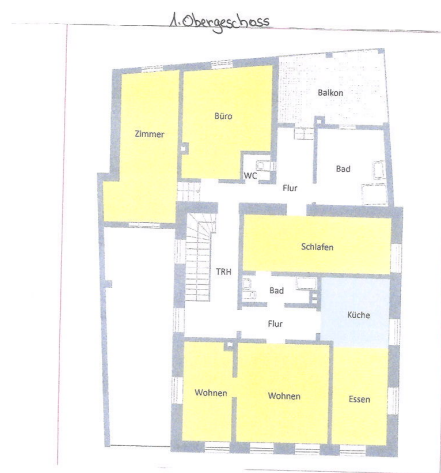 1. Obergeschoss
Balkon
Büro
Zimmer
WC
Flur
Bad
Schlafen
TRH
Bad
Küche
Flur
Wohnen
Wohnen
Essen